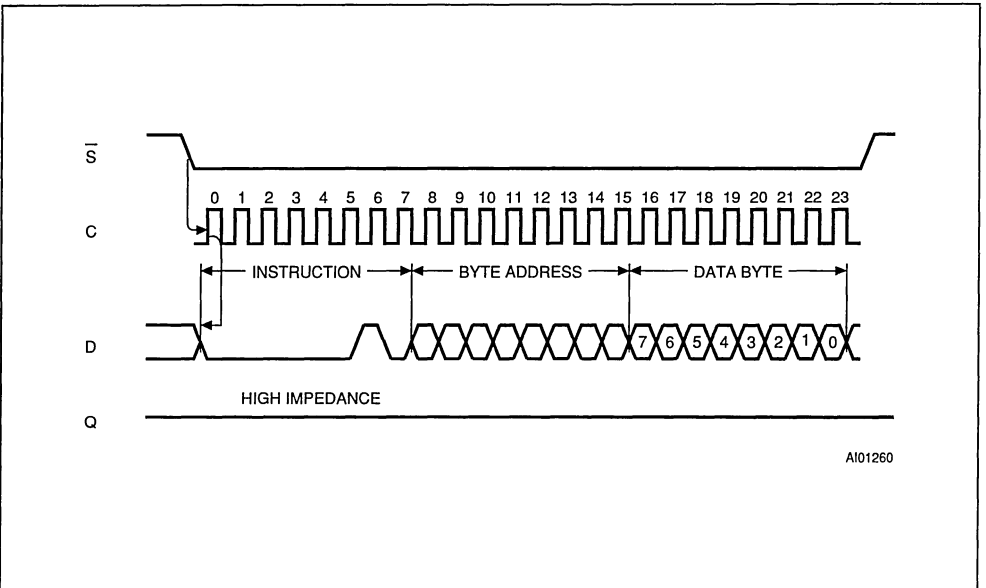 S̅
0 1 2 3 4 5 6 7 8 9 10 11 12 13 14 15 16 17 18 19 20 21 22 23
C
INSTRUCTION BYTE ADDRESS DATA BYTE
D
7 6 5 4 3 2 1 0
HIGH IMPEDANCE
Q
AI01260